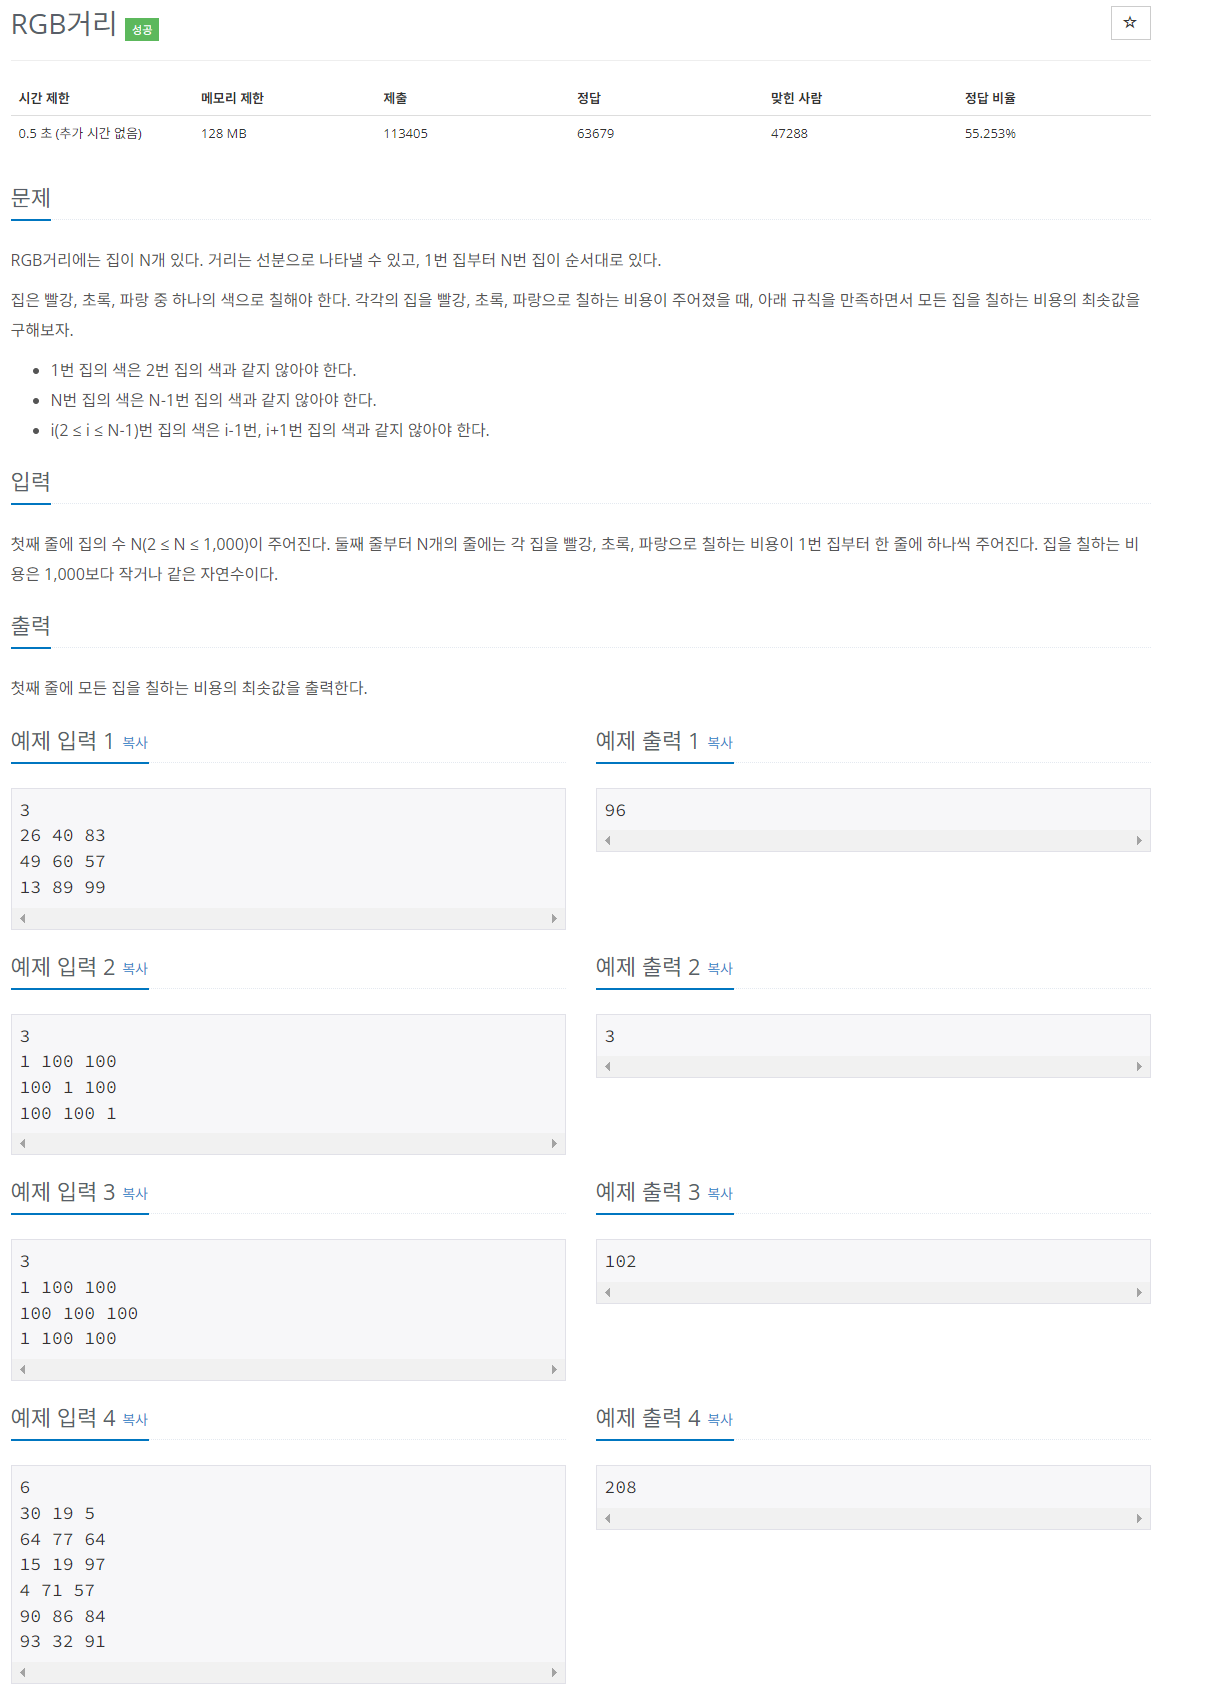 RGB거리 성공
☆
시간 제한 메모리 제한 제출 정답 맞힌 사람 정답 비율
0.5 초 (추가 시간 없음) 128 MB 113405 63679 47288 55.253%
문제
RGB거리에는 집이 N개 있다. 거리는 선분으로 나타낼 수 있고, 1번 집부터 N번 집이 순서대로 있다.
집은 빨강, 초록, 파랑 중 하나의 색으로 칠해야 한다. 각각의 집을 빨강, 초록, 파랑으로 칠하는 비용이 주어졌을 때, 아래 규칙을 만족하면서 모든 집을 칠하는 비용의 최솟값을
구해보자.
• 1번 집의 색은 2번 집의 색과 같지 않아야 한다.
• N번 집의 색은 N-1번 집의 색과 같지 않아야 한다.
• i(2 ≤ i ≤ N-1)번 집의 색은 i-1번, i+1번 집의 색과 같지 않아야 한다.
입력
첫째 줄에 집의 수 N(2 ≤ N ≤ 1,000)이 주어진다. 둘째 줄부터 N개의 줄에는 각 집을 빨강, 초록, 파랑으로 칠하는 비용이 1번 집부터 한 줄에 하나씩 주어진다. 집을 칠하는 비
용은 1,000보다 작거나 같은 자연수이다.
출력
첫째 줄에 모든 집을 칠하는 비용의 최솟값을 출력한다.
예제 입력 1 복사
3
26 40 83
49 60 57
13 89 99
예제 출력 1 복사
96
예제 입력 2 복사
3
1 100 100
100 1 100
100 100 1
예제 출력 2 복사
3
예제 입력 3 복사
3
1 100 100
100 100 100
1 100 100
예제 출력 3 복사
102
예제 입력 4 복사
6
30 19 5
64 77 64
15 19 97
4 71 57
90 86 84
93 32 91
예제 출력 4 복사
208